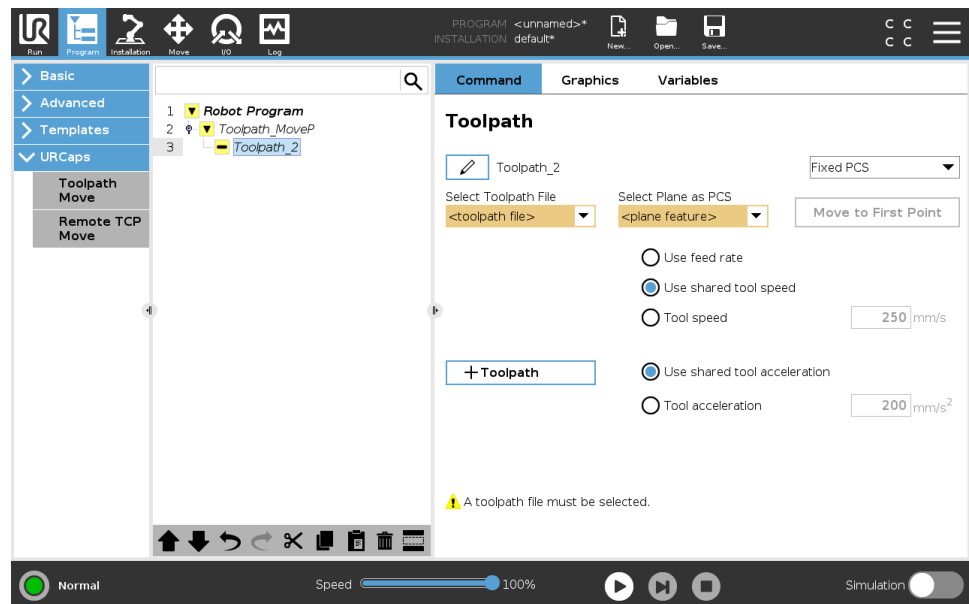 PROGRAM <unnamed>*
INSTALLATION default*
C C
C C
Run
Program
Installation
Move
I/O
Log
New...
Open...
Save...
Basic
Advanced
Templates
URCaps
Toolpath
Move
Remote TCP
Move
1 Robot Program
2 Toolpath_MoveP
3 Toolpath_2
Command Graphics Variables
Toolpath
Toolpath_2
Fixed PCS
Select Toolpath File
<toolpath file>
Select Plane as PCS
<plane feature>
Move to First Point
Use feed rate
Use shared tool speed
Tool speed 250 mm/s
+Toolpath
Use shared tool acceleration
Tool acceleration 200 mm/s²
A toolpath file must be selected.
Normal
Speed 100%
Simulation